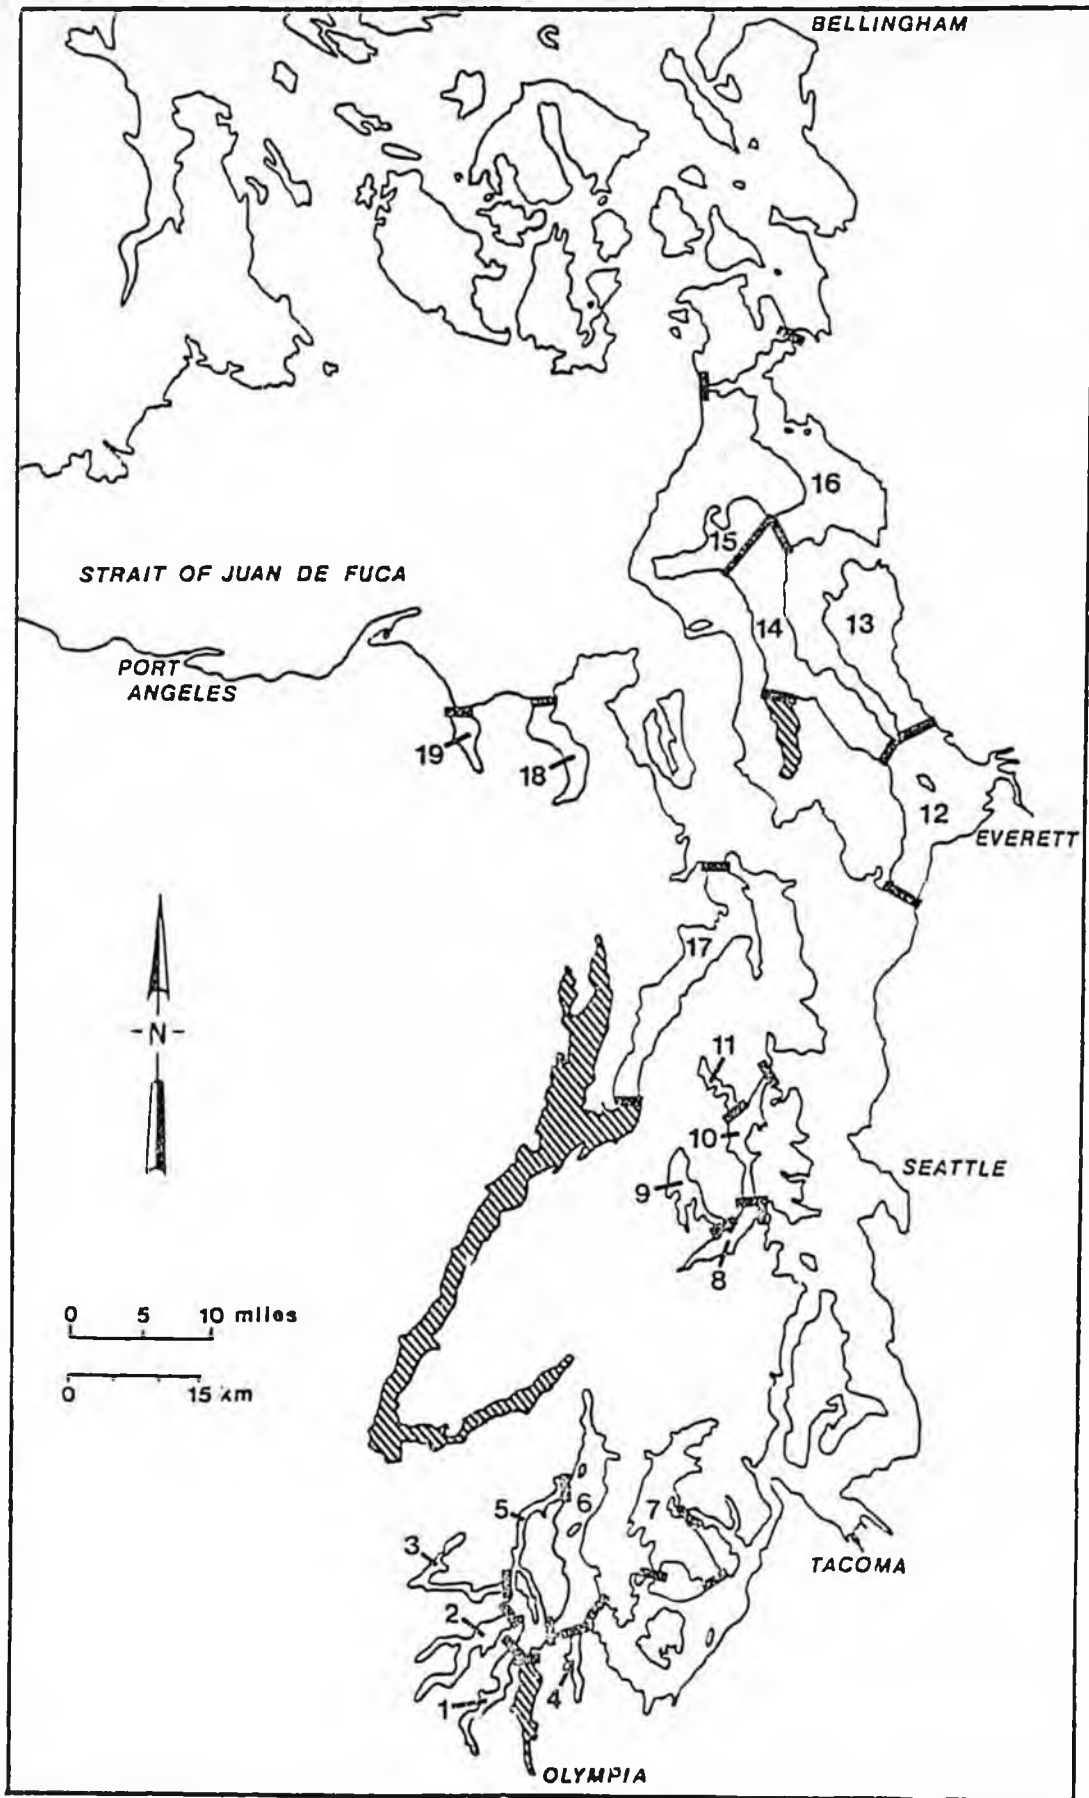 BELLINGHAM
16
15
STRAIT OF JUAN DE FUCA
14
13
PORT
ANGELES
19
18
12
EVERETT
17
-N-
11
10
SEATTLE
9
8
0 5 10 miles
0 15 km
6
5
7
3
TACOMA
2
4
1
OLYMPIA